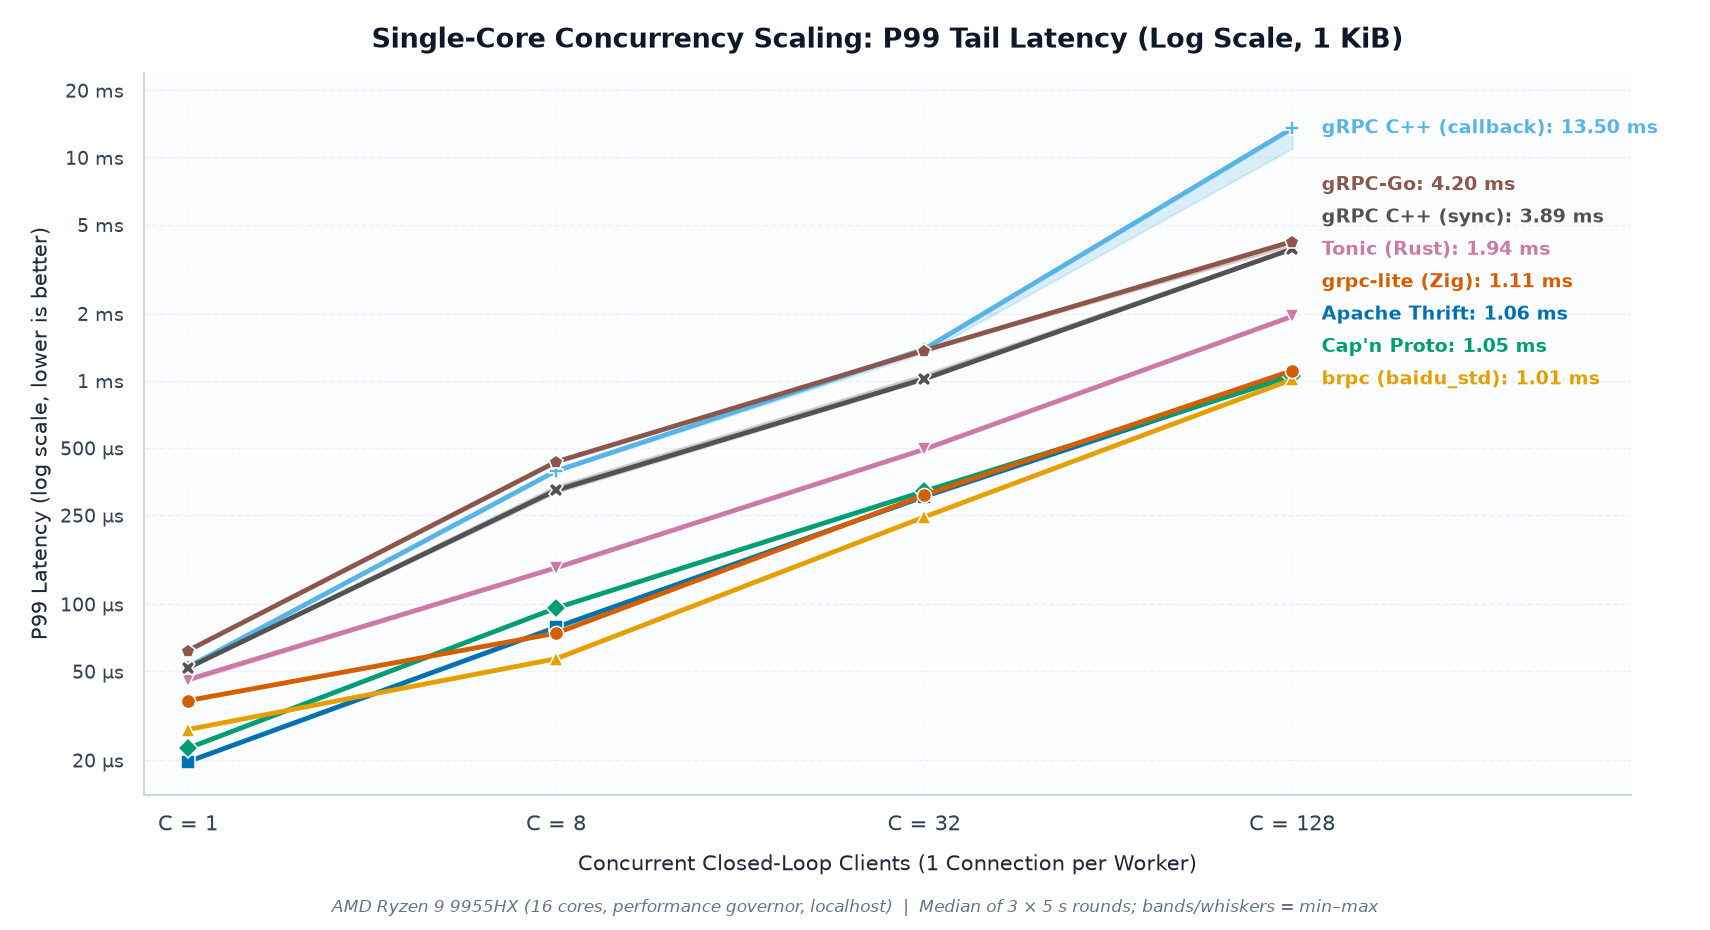 Single-Core Concurrency Scaling: P99 Tail Latency (Log Scale, 1 KiB)
P99 Latency (log scale, lower is better)
20 ms
10 ms
5 ms
2 ms
1 ms
500 µs
250 µs
100 µs
50 µs
20 µs
gRPC C++ (callback): 13.50 ms
gRPC-Go: 4.20 ms
gRPC C++ (sync): 3.89 ms
Tonic (Rust): 1.94 ms
grpc-lite (Zig): 1.11 ms
Apache Thrift: 1.06 ms
Cap'n Proto: 1.05 ms
brpc (baidu_std): 1.01 ms
C = 1
C = 8
C = 32
C = 128
Concurrent Closed-Loop Clients (1 Connection per Worker)
AMD Ryzen 9 9955HX (16 cores, performance governor, localhost) | Median of 3 × 5 s rounds; bands/whiskers = min–max